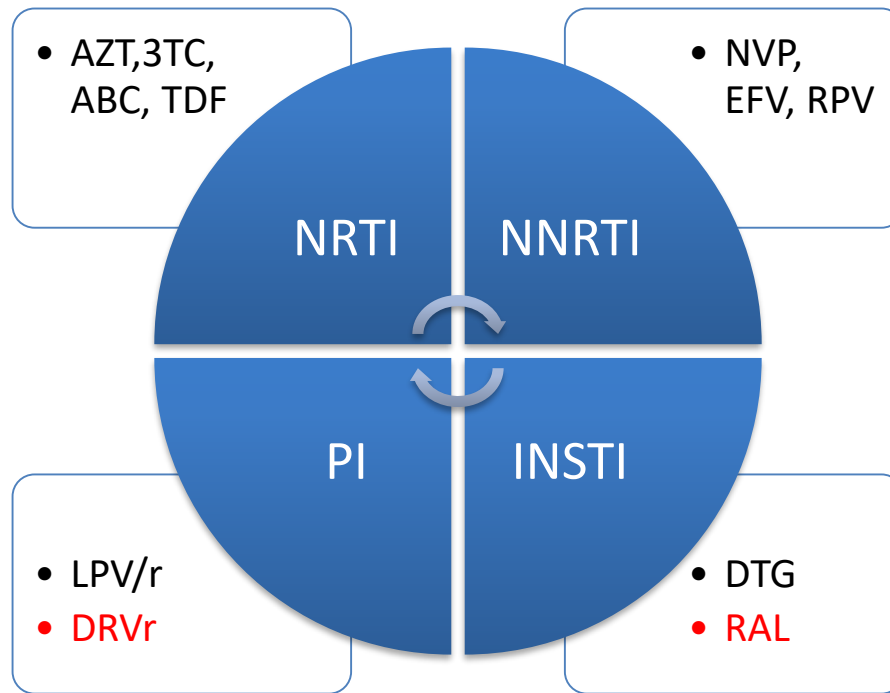 • AZT,3TC,
ABC, TDF
• NVP,
EFV, RPV
NRTI
NNRTI
PI
INSTI
• LPV/r
• DRVr
• DTG
• RAL